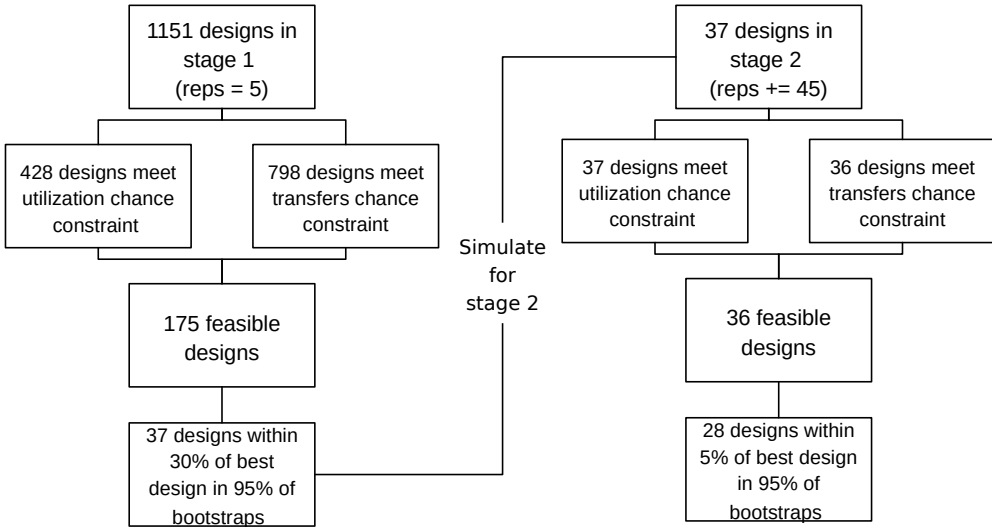 1151 designs in
stage 1
(reps = 5)
428 designs meet
utilization chance
constraint
798 designs meet
transfers chance
constraint
175 feasible
designs
37 designs within
30% of best
design in 95% of
bootstraps
Simulate
for
stage 2
37 designs in
stage 2
(reps += 45)
37 designs meet
utilization chance
constraint
36 designs meet
transfers chance
constraint
36 feasible
designs
28 designs within
5% of best design
in 95% of
bootstraps